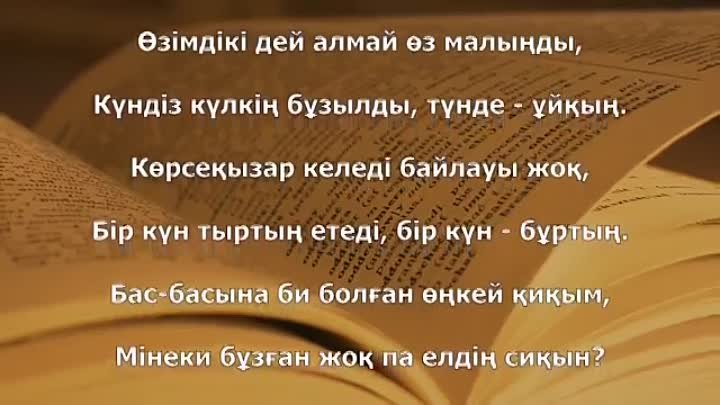 Өзімдікі дей алмай өз малыңды,
Күндіз күлкің бұзылды, түнде - ұйқың.
Көрсеқызар келеді байлауы жоқ,
Бір күн тыртың етеді, бір күн - бұртың.
Бас-басына би болған өңкей қиқым,
Мінеки бұзған жоқ па елдің сиқын?